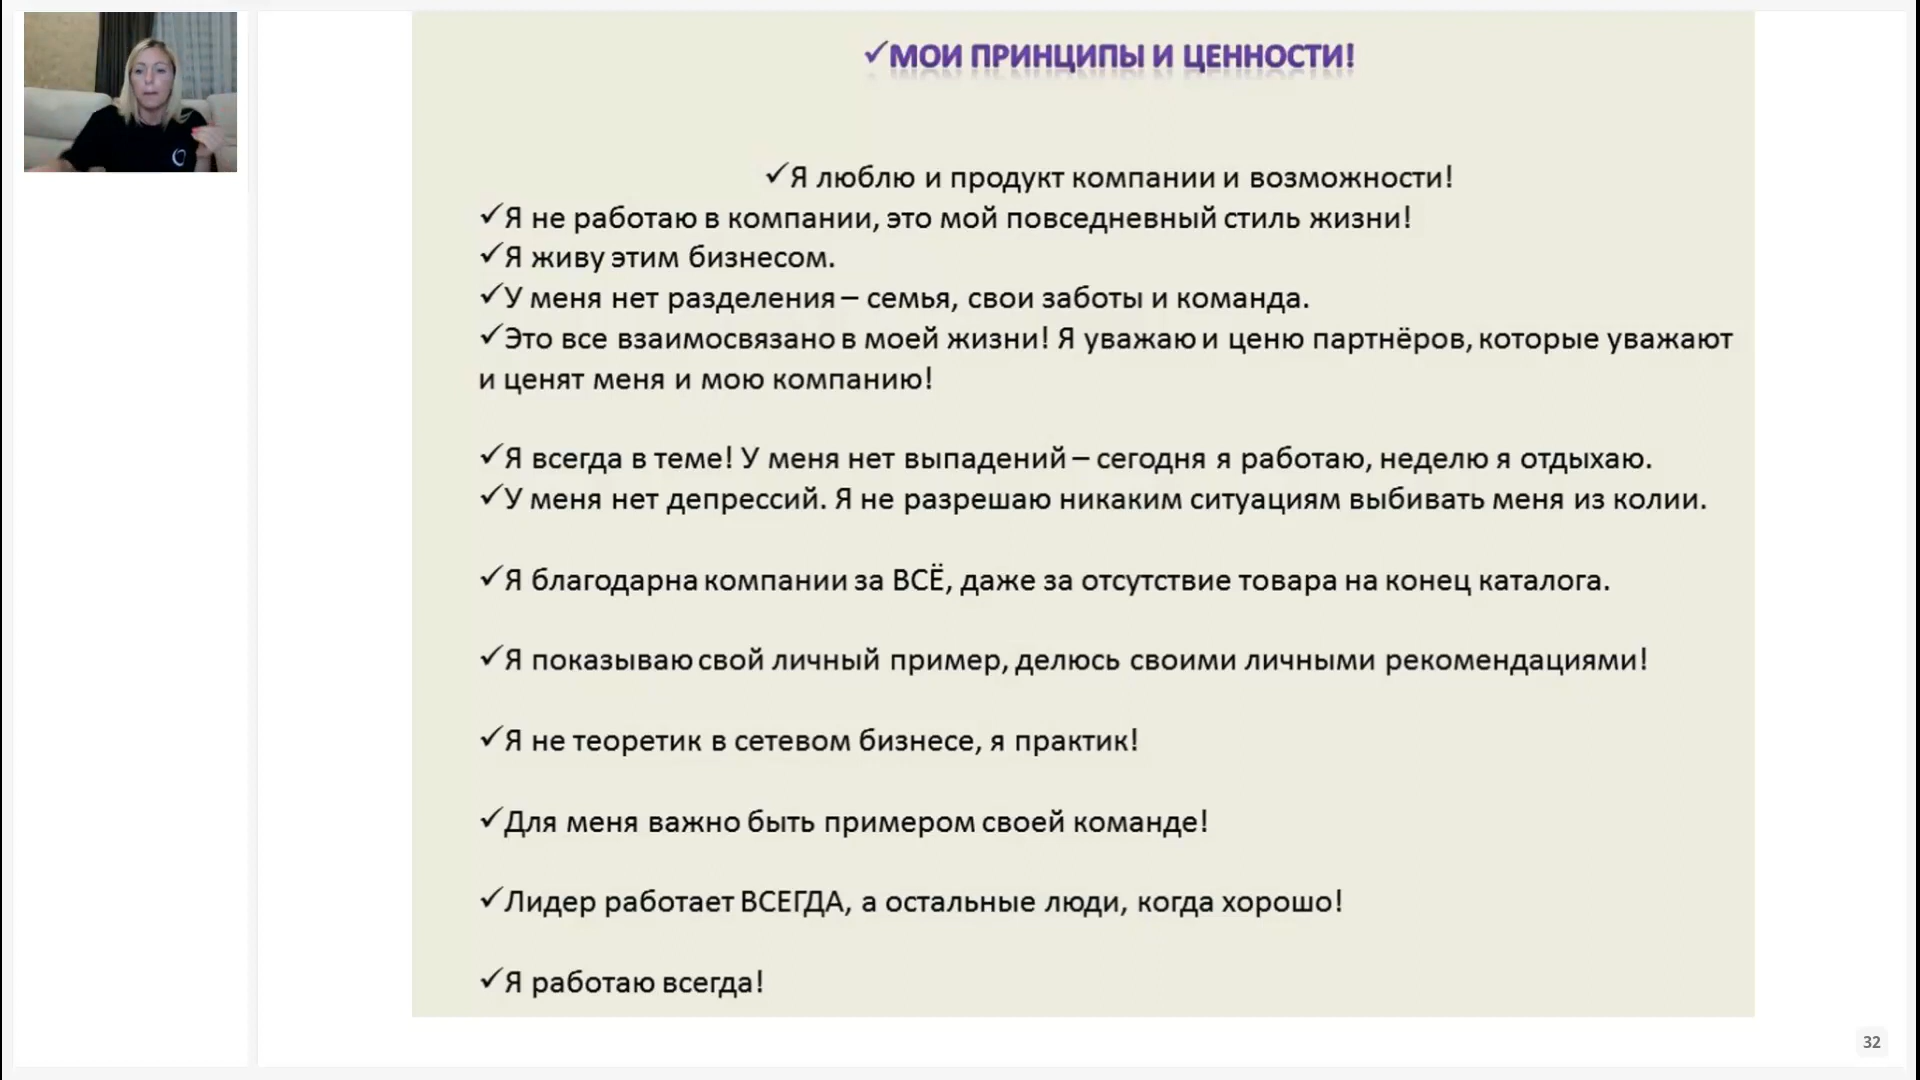 ✓МОИ ПРИНЦИПЫ И ЦЕННОСТИ!
✓Я люблю и продукт компании и возможности!
✓Я не работаю в компании, это мой повседневный стиль жизни!
✓Я живу этим бизнесом.
✓У меня нет разделения – семья, свои заботы и команда.
✓Это все взаимосвязано в моей жизни! Я уважаю и ценю партнёров, которые уважают
и ценят меня и мою компанию!
✓Я всегда в теме! У меня нет выпадений – сегодня я работаю, неделю я отдыхаю.
✓У меня нет депрессий. Я не разрешаю никаким ситуациям выбивать меня из колии.
✓Я благодарна компании за ВСЁ, даже за отсутствие товара на конец каталога.
✓Я показываю свой личный пример, делюсь своими личными рекомендациями!
✓Я не теоретик в сетевом бизнесе, я практик!
✓Для меня важно быть примером своей команде!
✓Лидер работает ВСЕГДА, а остальные люди, когда хорошо!
✓Я работаю всегда!
32